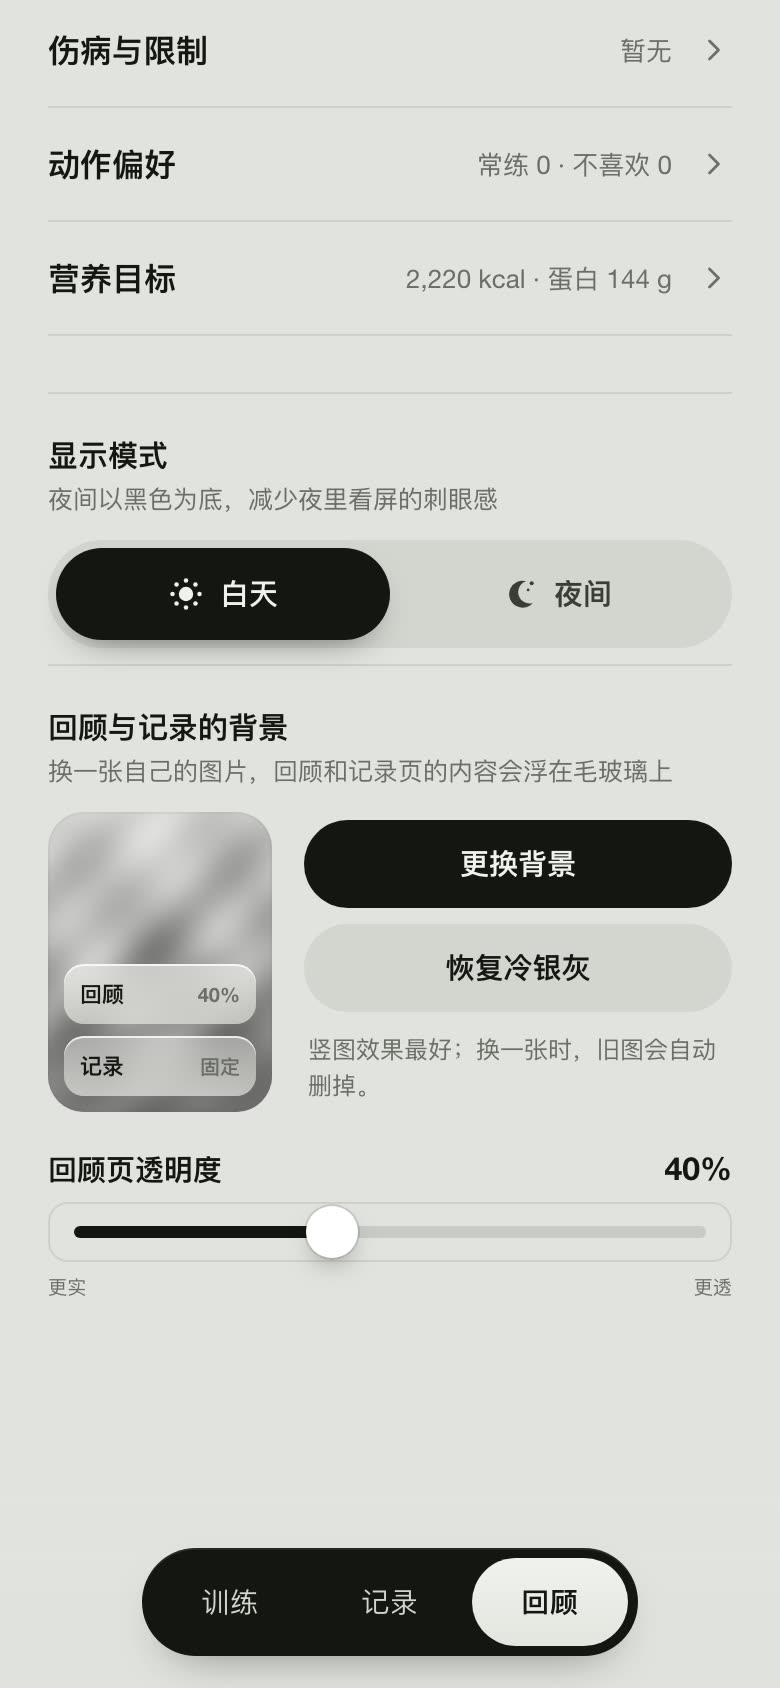 伤病与限制 暂无
动作偏好 常练 0 · 不喜欢 0
营养目标 2,220 kcal · 蛋白 144 g
显示模式
夜间以黑色为底，减少夜里看屏的刺眼感
白天 夜间
回顾与记录的背景
换一张自己的图片，回顾和记录页的内容会浮在毛玻璃上
更换背景
恢复冷银灰
回顾 40%
记录 固定
竖图效果最好；换一张时，旧图会自动
删掉。
回顾页透明度 40%
更实 更透
训练 记录 回顾